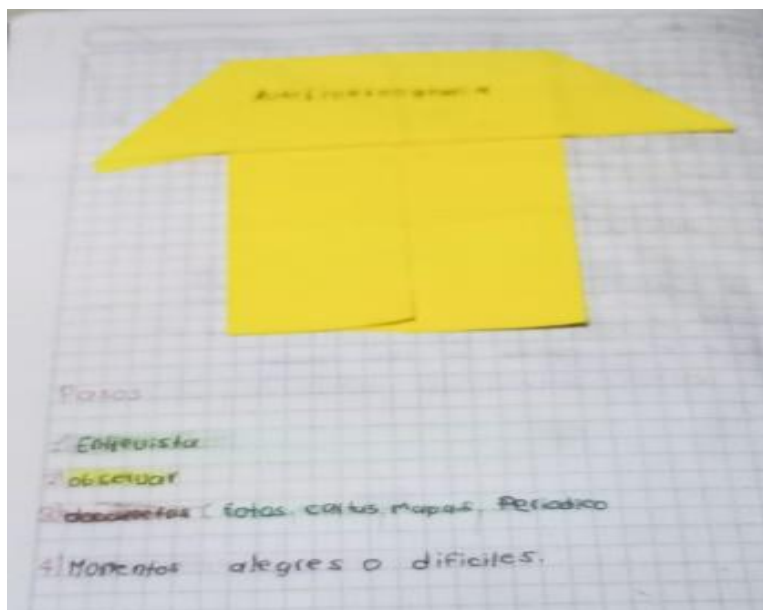 Pasos
1) Entrevista
2) observar
3) documentos ( fotos, cartas, mapas, Periodico
4) Momentos alegres o dificiles.